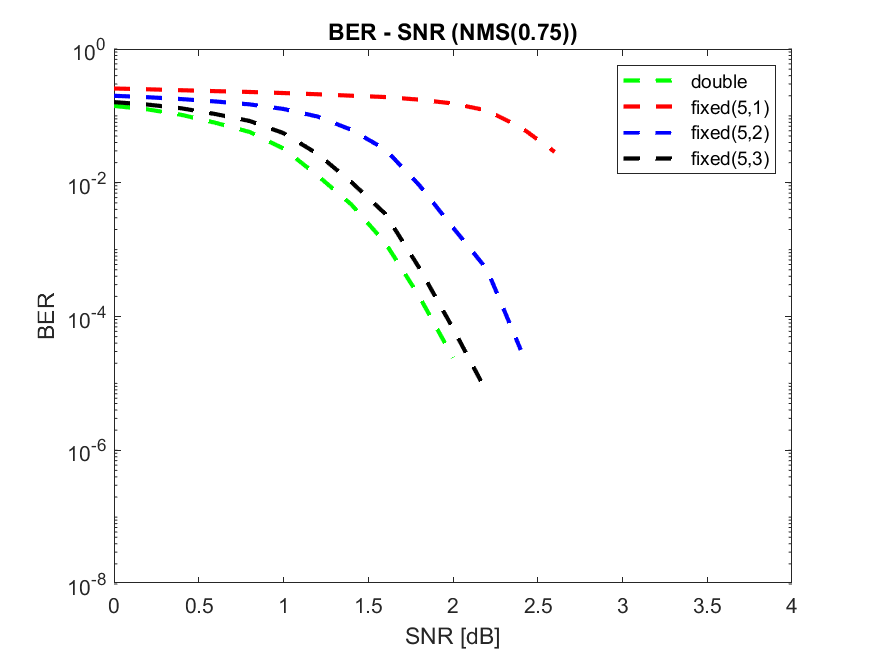 BER - SNR (NMS(0.75))
double
fixed(5,1)
fixed(5,2)
fixed(5,3)
BER
10^0
10^-2
10^-4
10^-6
10^-8
0 0.5 1 1.5 2 2.5 3 3.5 4
SNR [dB]